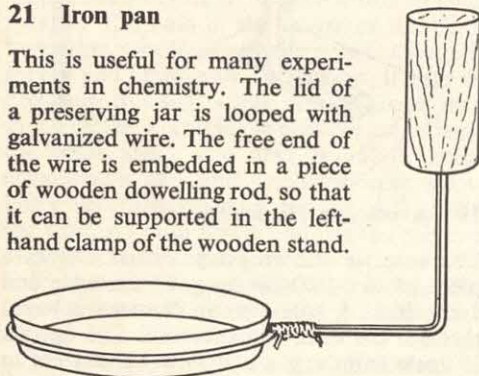 21 Iron pan
This is useful for many experi-
ments in chemistry. The lid of
a preserving jar is looped with
galvanized wire. The free end of
the wire is embedded in a piece
of wooden dowelling rod, so that
it can be supported in the left-
hand clamp of the wooden stand.